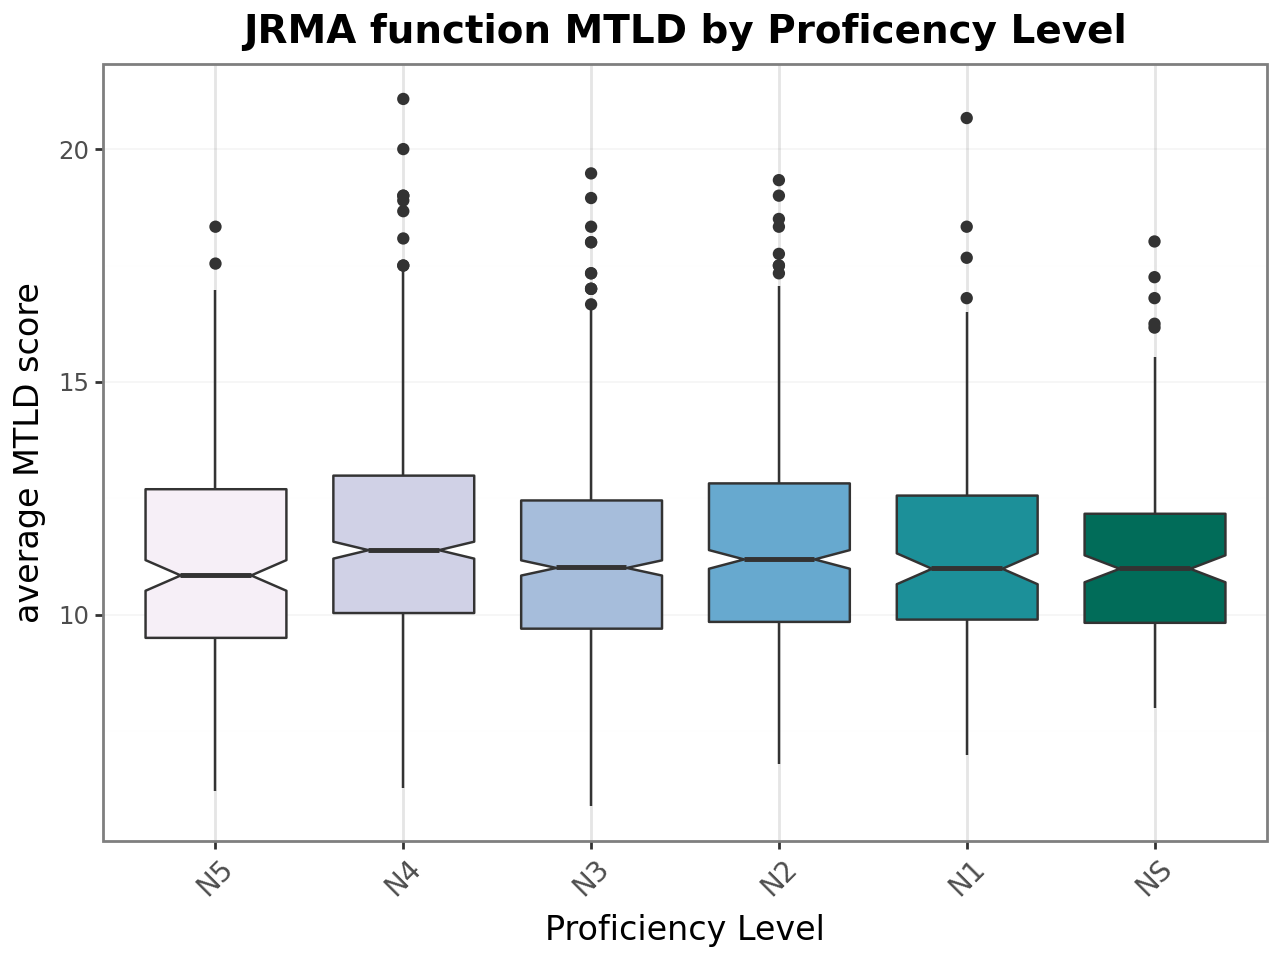 JRMA function MTLD by Proficency Level
average MTLD score
20
15
10
N5
N4
N3
N2
N1
NS
Proficiency Level